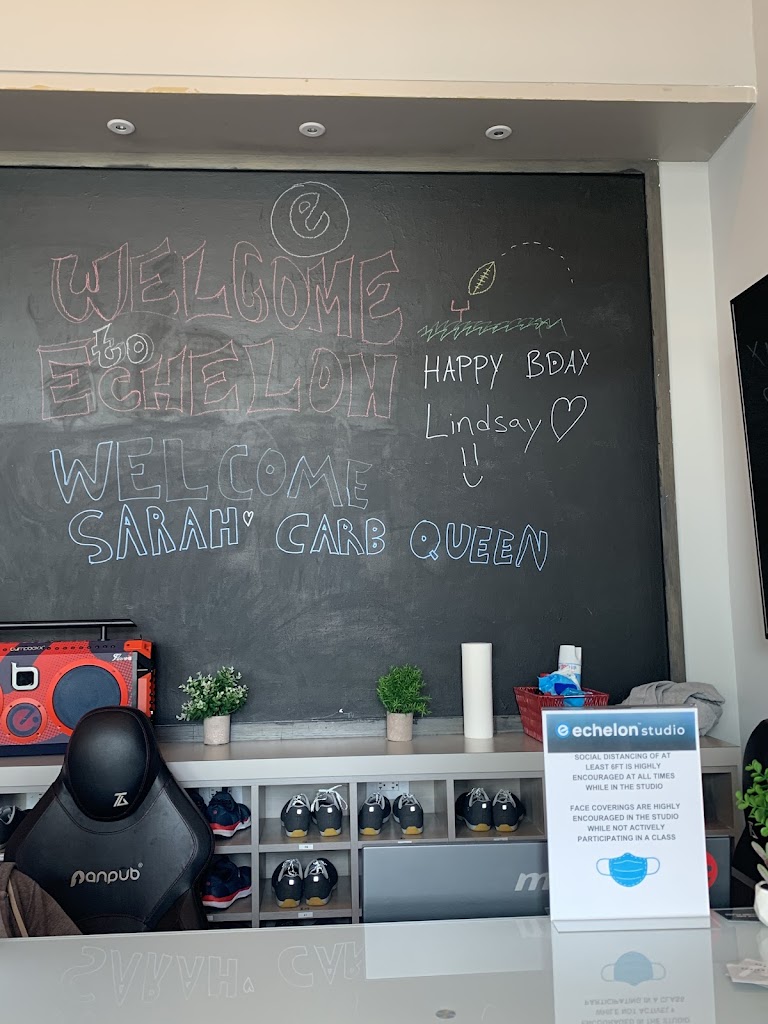 e
WELCOME
to
ECHELON
HAPPY BDAY
Lindsay
WELCOME
SARAH CARB QUEEN
panpub
echelon studio
SOCIAL DISTANCING OF AT
LEAST 6FT IS HIGHLY
ENCOURAGED AT ALL TIMES
WHILE IN THE STUDIO
FACE COVERINGS ARE HIGHLY
ENCOURAGED IN THE STUDIO
WHILE NOT ACTIVELY
PARTICIPATING IN A CLASS